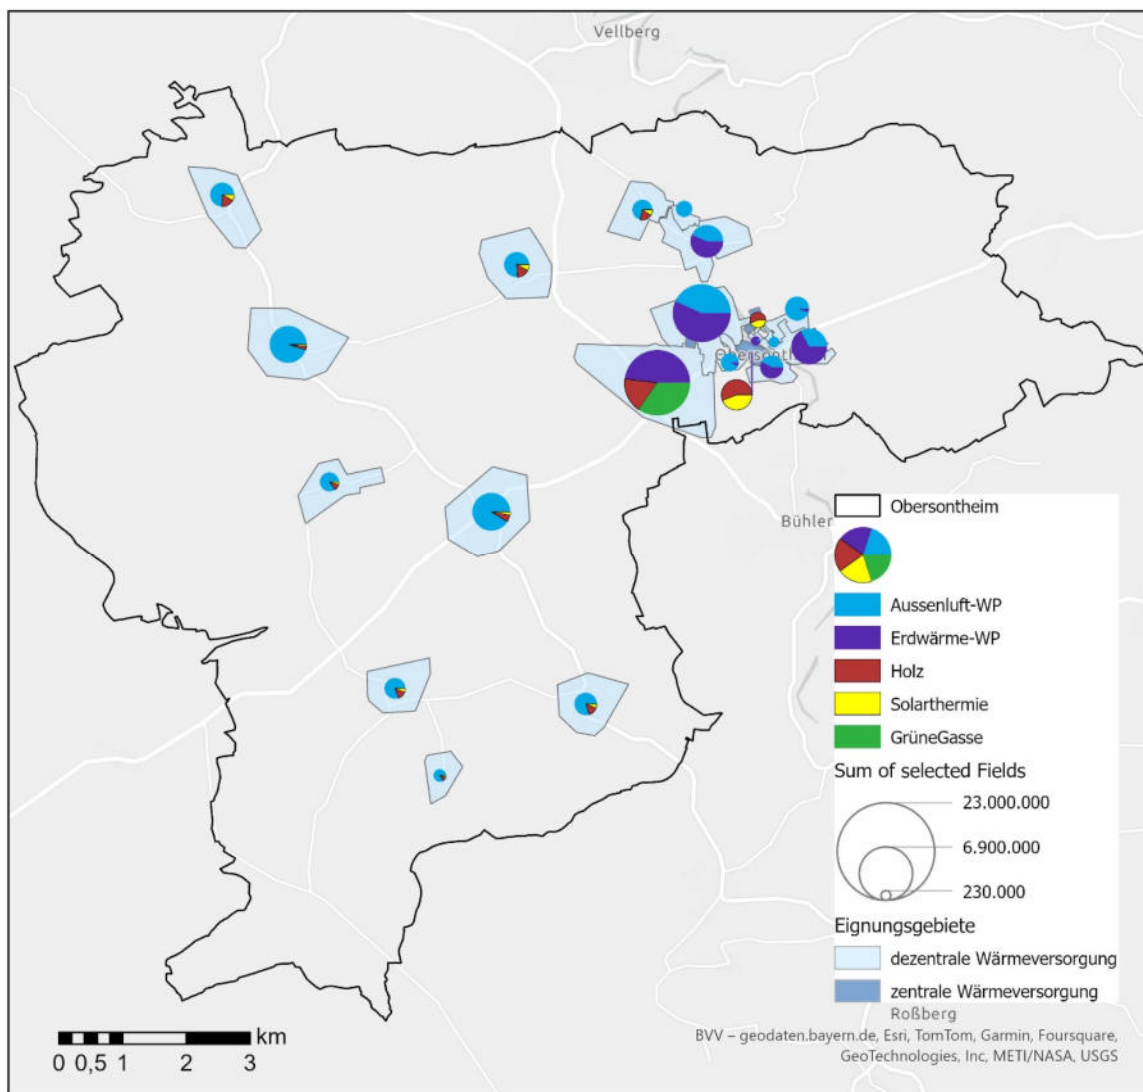 Vellberg
Obersontheim
Bühler
Obersontheim
Aussenluft-WP
Erdwärme-WP
Holz
Solarthermie
GrüneGasse
Sum of selected Fields
23.000.000
6.900.000
230.000
Eignungsgebiete
dezentrale Wärmeversorgung
zentrale Wärmeversorgung
Roßberg
BVV – geodaten.bayern.de, Esri, TomTom, Garmin, Foursquare,
GeoTechnologies, Inc, METI/NASA, USGS
km
0 0,5 1 2 3